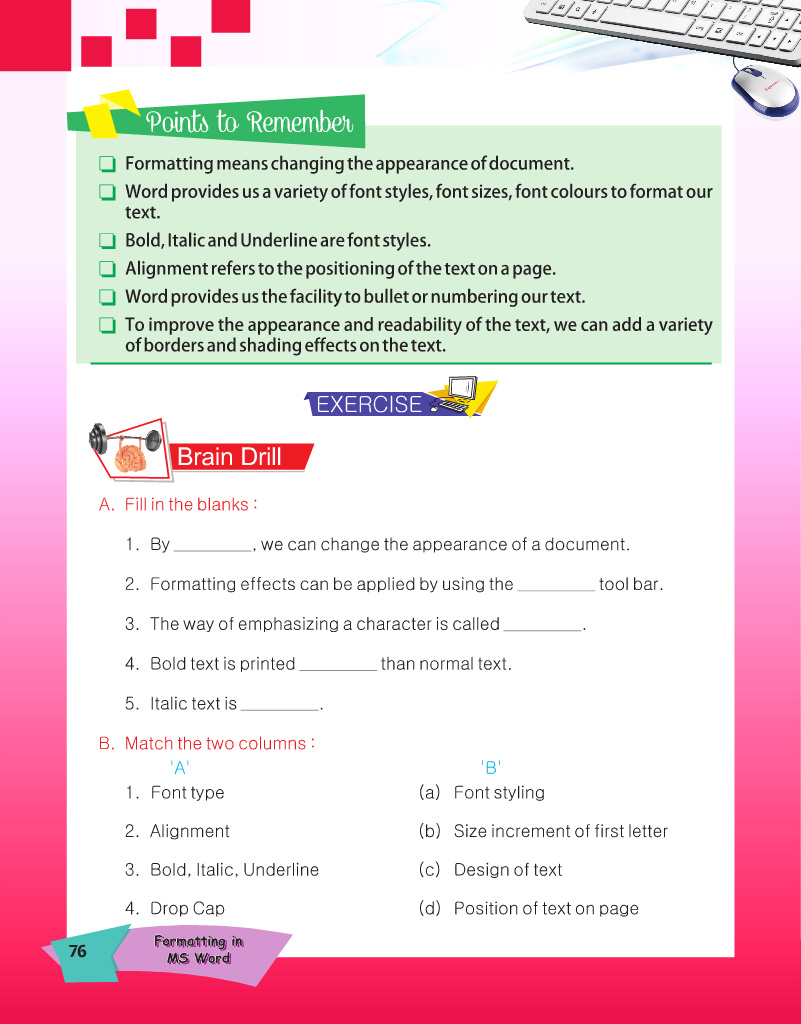 Points to Remember
❏ Formatting means changing the appearance of document.
❏ Word provides us a variety of font styles, font sizes, font colours to format our
text.
❏ Bold, Italic and Underline are font styles.
❏ Alignment refers to the positioning of the text on a page.
❏ Word provides us the facility to bullet or numbering our text.
❏ To improve the appearance and readability of the text, we can add a variety
of borders and shading effects on the text.
EXERCISE
Brain Drill
A. Fill in the blanks :
1. By _________, we can change the appearance of a document.
2. Formatting effects can be applied by using the _________ tool bar.
3. The way of emphasizing a character is called _________.
4. Bold text is printed _________ than normal text.
5. Italic text is _________.
B. Match the two columns :
'A' 'B'
1. Font type (a) Font styling
2. Alignment (b) Size increment of first letter
3. Bold, Italic, Underline (c) Design of text
4. Drop Cap (d) Position of text on page
76
Formatting in
MS Word